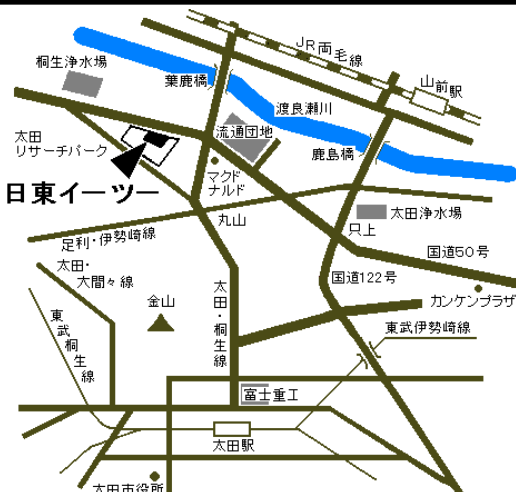 JR両毛線
桐生浄水場
葉鹿橋
山前駅
渡良瀬川
太田
リサーチパーク
流通団地
鹿島橋
マクド
ナルド
日東イーツー
太田浄水場
丸山
只上
足利・伊勢崎線
国道50号
太田・
大間々線
国道122号
金山
太田・桐生線
カンケンプラザ
東武桐生線
東武伊勢崎線
富士重工
太田駅
太田市役所